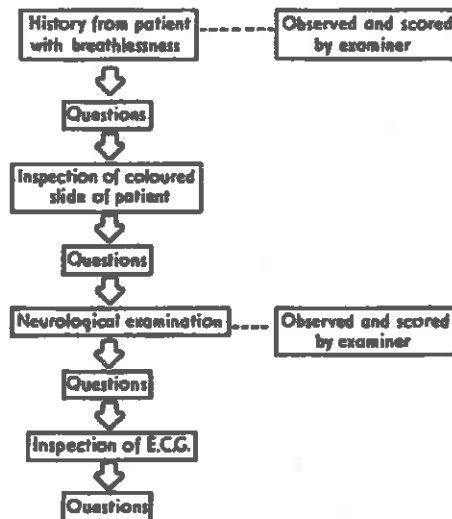 History from patient
with breathlessness
Observed and scored
by examiner
Questions
Inspection of coloured
slide of patient
Questions
Neurological examination
Observed and scored
by examiner
Questions
Inspection of E.C.G.
Questions